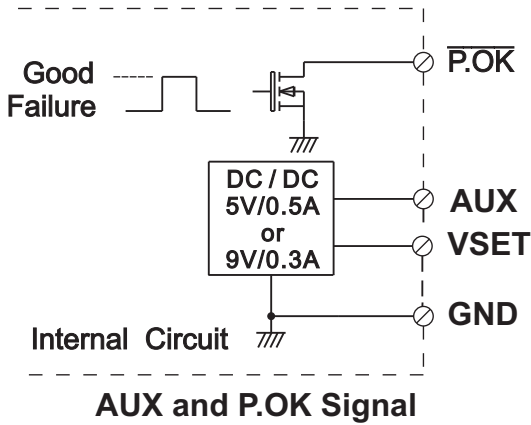 P.OK
Good
Failure
DC / DC
5V/0.5A
or
9V/0.3A
AUX
VSET
GND
Internal Circuit
AUX and P.OK Signal